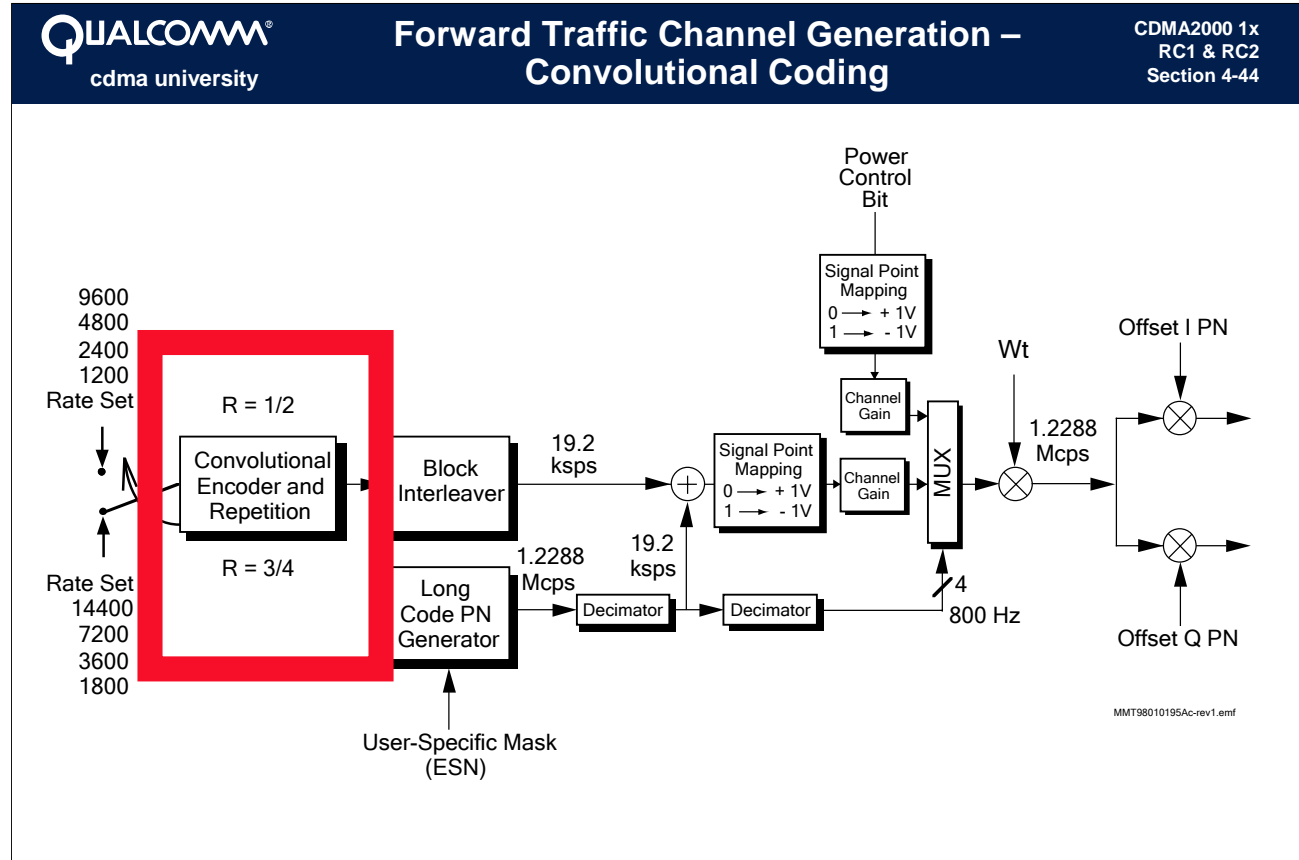 QUALCOMM®
cdma university
Forward Traffic Channel Generation –
Convolutional Coding
CDMA2000 1x
RC1 & RC2
Section 4-44
Power
Control
Bit
Signal Point
Mapping
0 → + 1V
1 → - 1V
9600
4800
2400
1200
Rate Set
R = 1/2
Convolutional
Encoder and
Repetition
R = 3/4
Rate Set
14400
7200
3600
1800
Block
Interleaver
19.2
ksps
Long
Code PN
Generator
1.2288
Mcps
User-Specific Mask
(ESN)
Decimator
19.2
ksps
Decimator
Signal Point
Mapping
0 → + 1V
1 → - 1V
Channel
Gain
Channel
Gain
MUX
4
800 Hz
Wt
1.2288
Mcps
Offset I PN
Offset Q PN
MMT98010195Ac-rev1.emf